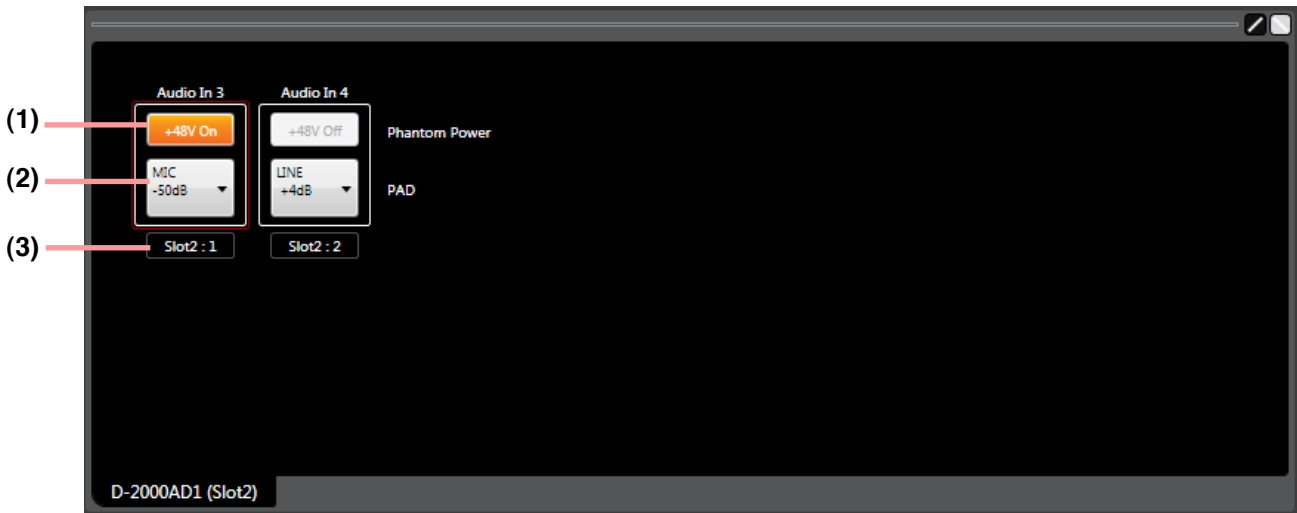 Audio In 3 Audio In 4
(1) +48V On +48V Off Phantom Power
(2) MIC LINE
-50dB +4dB PAD
(3) Slot2 : 1 Slot2 : 2
D-2000AD1 (Slot2)